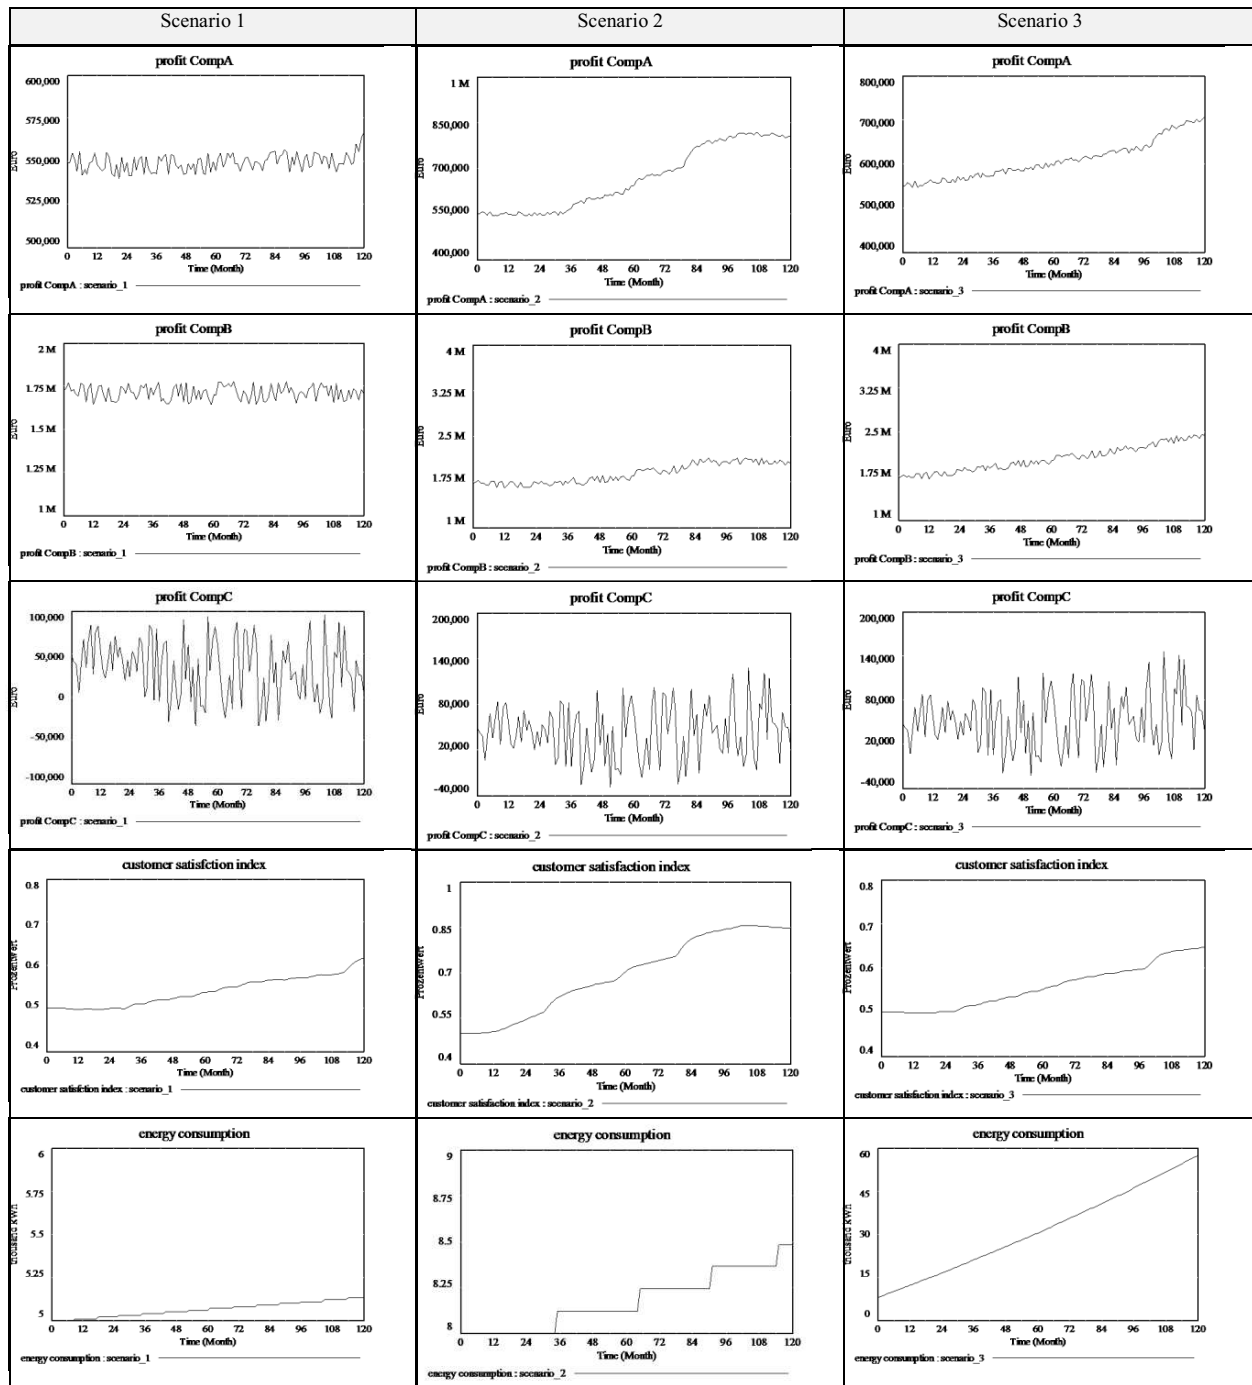 Scenario 1
Scenario 2
Scenario 3
profit CompA
600,000
575,000
550,000
525,000
500,000
Euro
0 12 24 36 48 60 72 84 96 108 120
Time (Month)
profit CompA : scenario_1
profit CompA
1 M
850,000
700,000
550,000
400,000
Euro
0 12 24 36 48 60 72 84 96 108 120
Time (Month)
profit CompA : scenario_2
profit CompA
800,000
700,000
600,000
500,000
400,000
Euro
0 12 24 36 48 60 72 84 96 108 120
Time (Month)
profit CompA : scenario_3
profit CompB
2 M
1.75 M
1.5 M
1.25 M
1 M
Euro
0 12 24 36 48 60 72 84 96 108 120
Time (Month)
profit CompB : scenario_1
profit CompB
4 M
3.25 M
2.5 M
1.75 M
1 M
Euro
0 12 24 36 48 60 72 84 96 108 120
Time (Month)
profit CompB : scenario_2
profit CompB
4 M
3.25 M
2.5 M
1.75 M
1 M
Euro
0 12 24 36 48 60 72 84 96 108 120
Time (Month)
profit CompB : scenario_3
profit CompC
100,000
50,000
0
-50,000
-100,000
Euro
0 12 24 36 48 60 72 84 96 108 120
Time (Month)
profit CompC : scenario_1
profit CompC
200,000
140,000
80,000
20,000
-40,000
Euro
0 12 24 36 48 60 72 84 96 108 120
Time (Month)
profit CompC : scenario_2
profit CompC
200,000
140,000
80,000
20,000
-40,000
Euro
0 12 24 36 48 60 72 84 96 108 120
Time (Month)
profit CompC : scenario_3
customer satisfction index
0.8
0.7
0.6
0.5
0.4
Prozentwert
0 12 24 36 48 60 72 84 96 108 120
Time (Month)
customer satisfction index : scenario_1
customer satisfaction index
1
0.85
0.7
0.55
0.4
Prozentwert
0 12 24 36 48 60 72 84 96 108 120
Time (Month)
customer satisfaction index : scenario_2
customer satisfaction index
0.8
0.7
0.6
0.5
0.4
Prozentwert
0 12 24 36 48 60 72 84 96 108 120
Time (Month)
customer satisfaction index : scenario_3
energy consumption
6
5.75
5.5
5.25
5
thousand kWh
0 12 24 36 48 60 72 84 96 108 120
Time (Month)
energy consumption : scenario_1
energy consumption
9
8.75
8.5
8.25
8
thousand kWh
0 12 24 36 48 60 72 84 96 108 120
Time (Month)
energy consumption : scenario_2
energy consumption
60
45
30
15
0
thousand kWh
0 12 24 36 48 60 72 84 96 108 120
Time (Month)
energy consumption : scenario_3